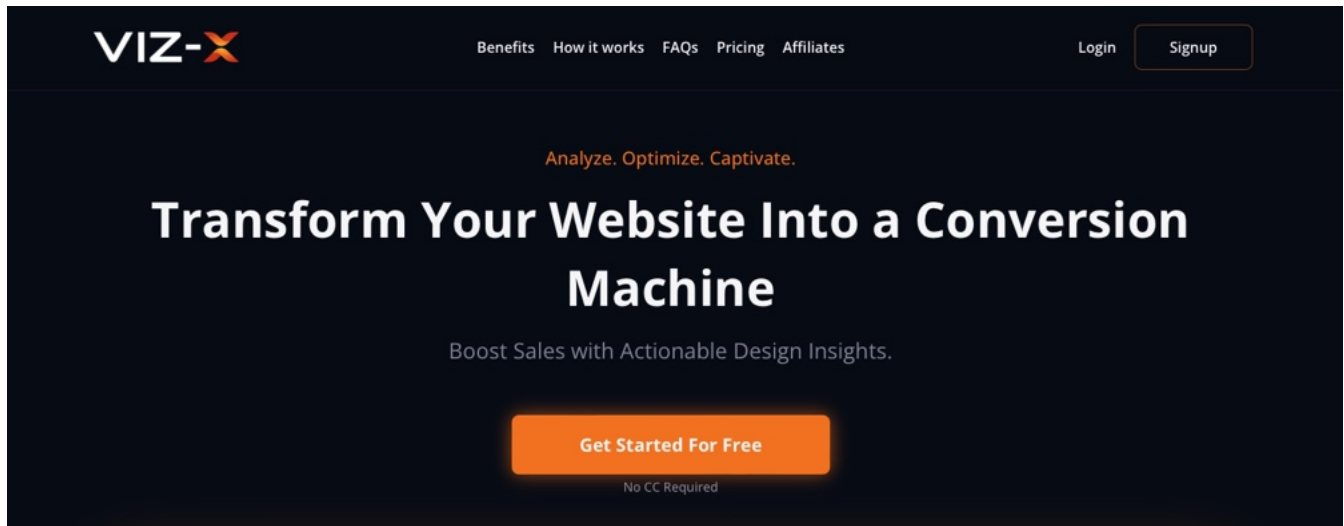 VIZ-X
Benefits How it works FAQs Pricing Affiliates
Login Signup
Analyze. Optimize. Captivate.
Transform Your Website Into a Conversion
Machine
Boost Sales with Actionable Design Insights.
Get Started For Free
No CC Required